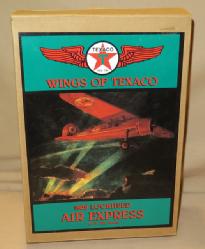 TEXACO
WINGS OF TEXACO
1929 LOCKHEED
AIR EXPRESS